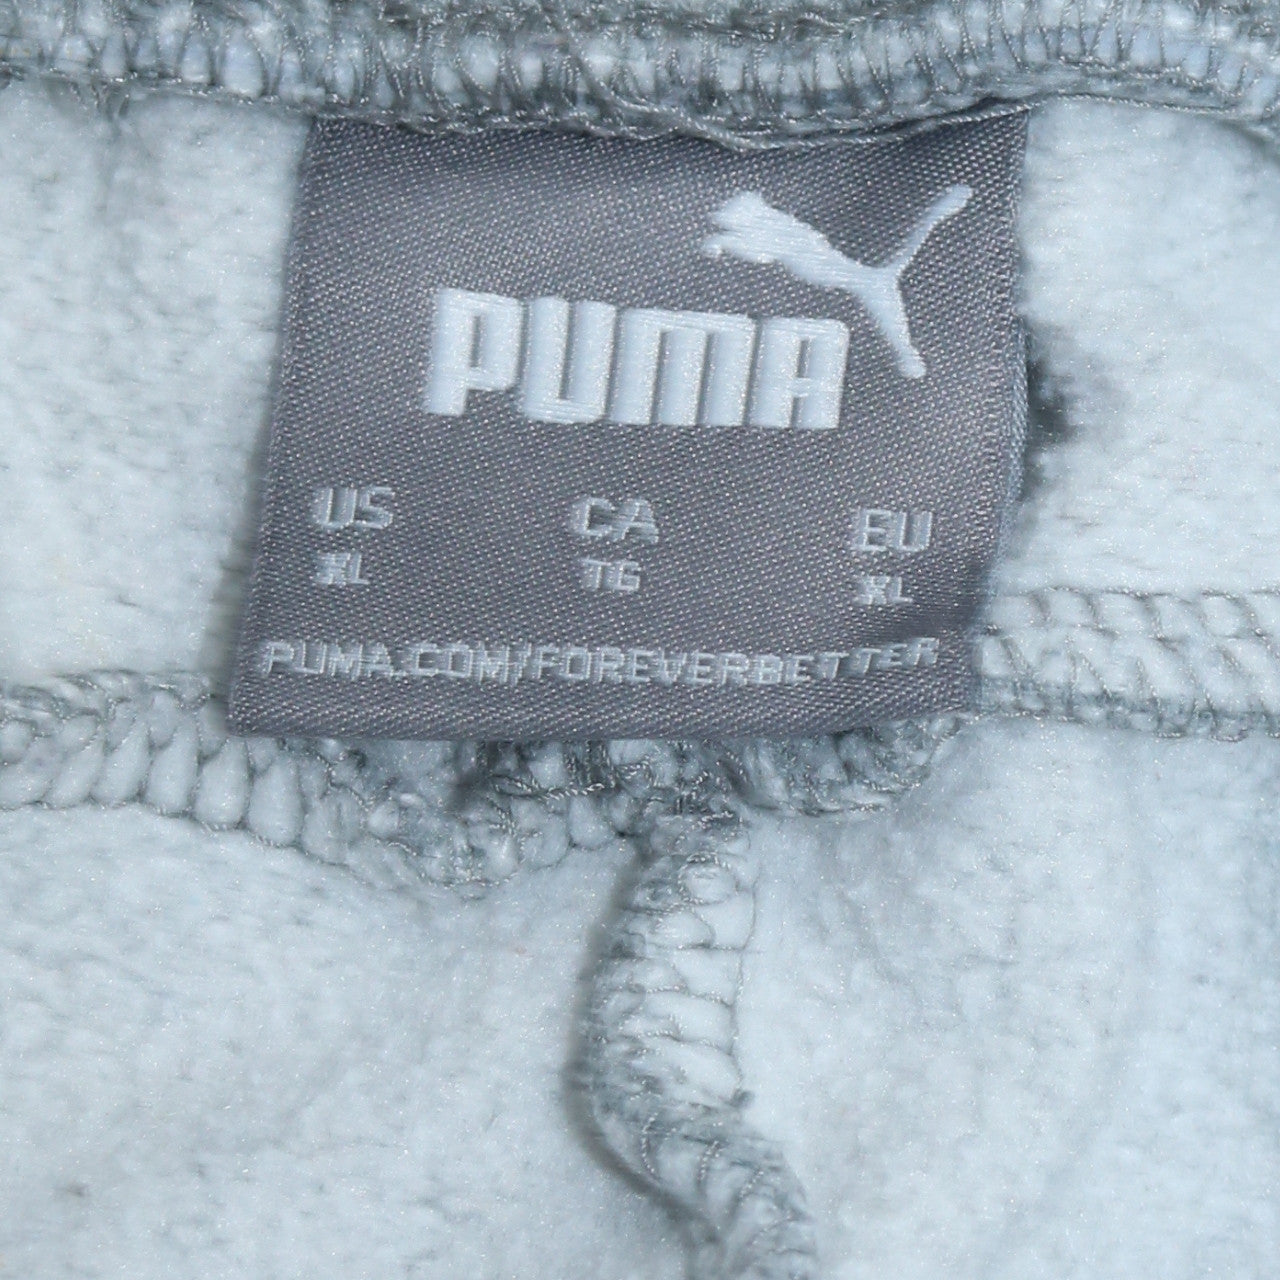 PUMA
US CA EU
XL TG XL
PUMA.COM/FOREVERBETTER